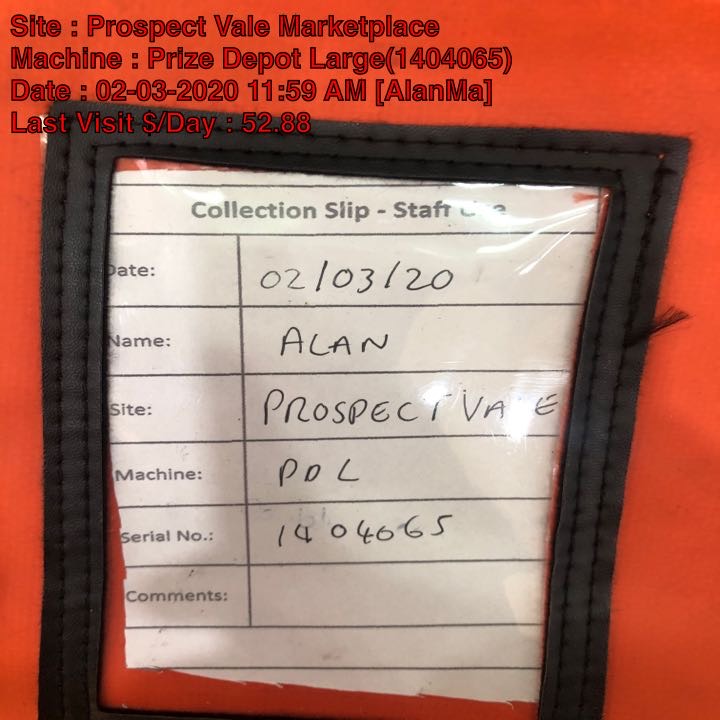 Site : Prospect Vale Marketplace
Machine : Prize Depot Large(1404065)
Date : 02-03-2020 11:59 AM [AlanMa]
Last Visit $/Day : 52.88
Collection Slip - Staff
Date: 02/03/20
Name: ALAN
Site: PROSPECT VALE
Machine: PDL
Serial No.: 1404065
Comments: